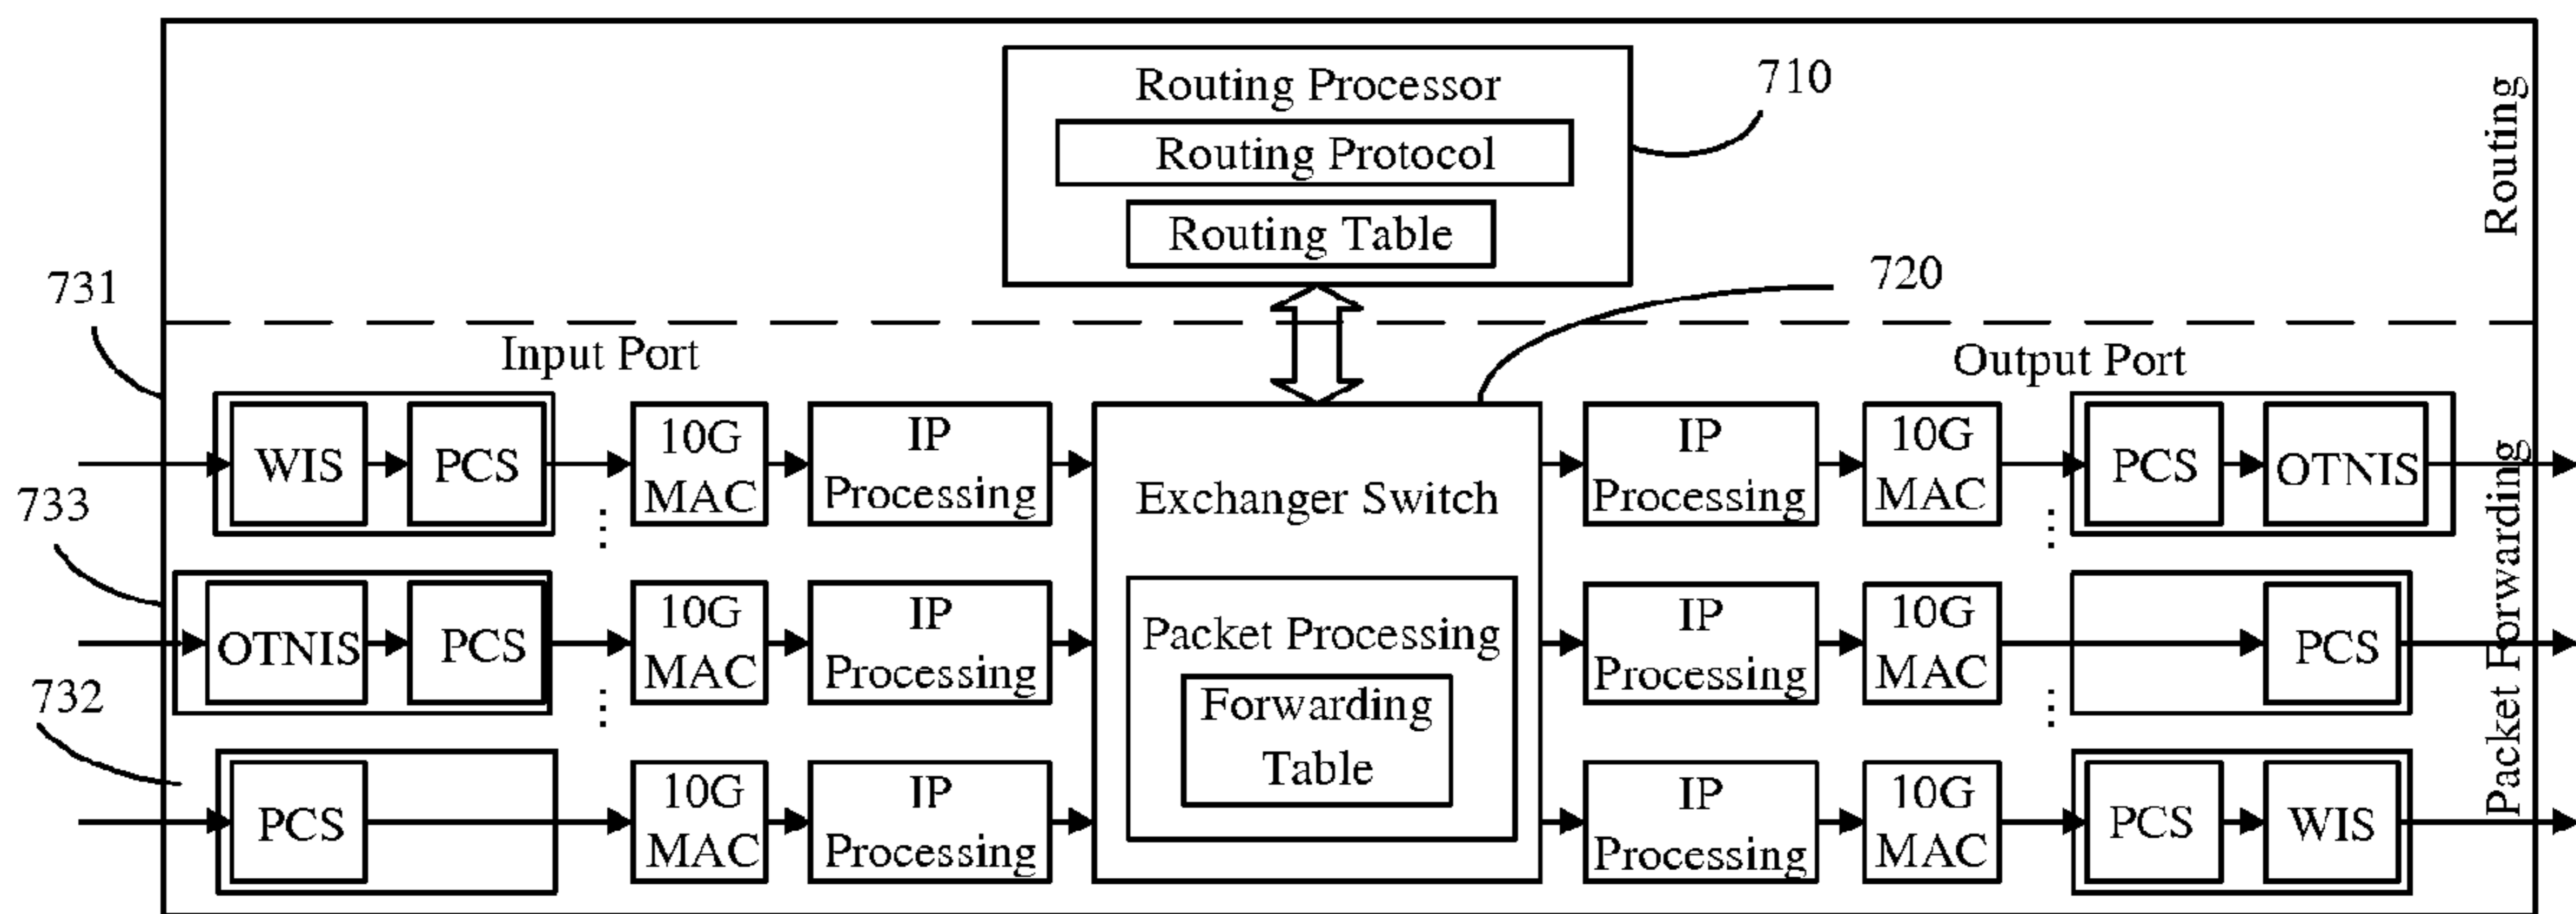 Routing Processor
710
Routing Protocol
Routing Table
Routing
731
720
Input Port
Output Port
WIS
PCS
10G
MAC
IP
Processing
Exchanger Switch
IP
Processing
10G
MAC
PCS
OTNIS
733
...
...
OTNIS
PCS
10G
MAC
IP
Processing
Packet Processing
Forwarding
Table
IP
Processing
10G
MAC
PCS
Packet Forwarding
732
...
...
PCS
10G
MAC
IP
Processing
IP
Processing
10G
MAC
PCS
WIS